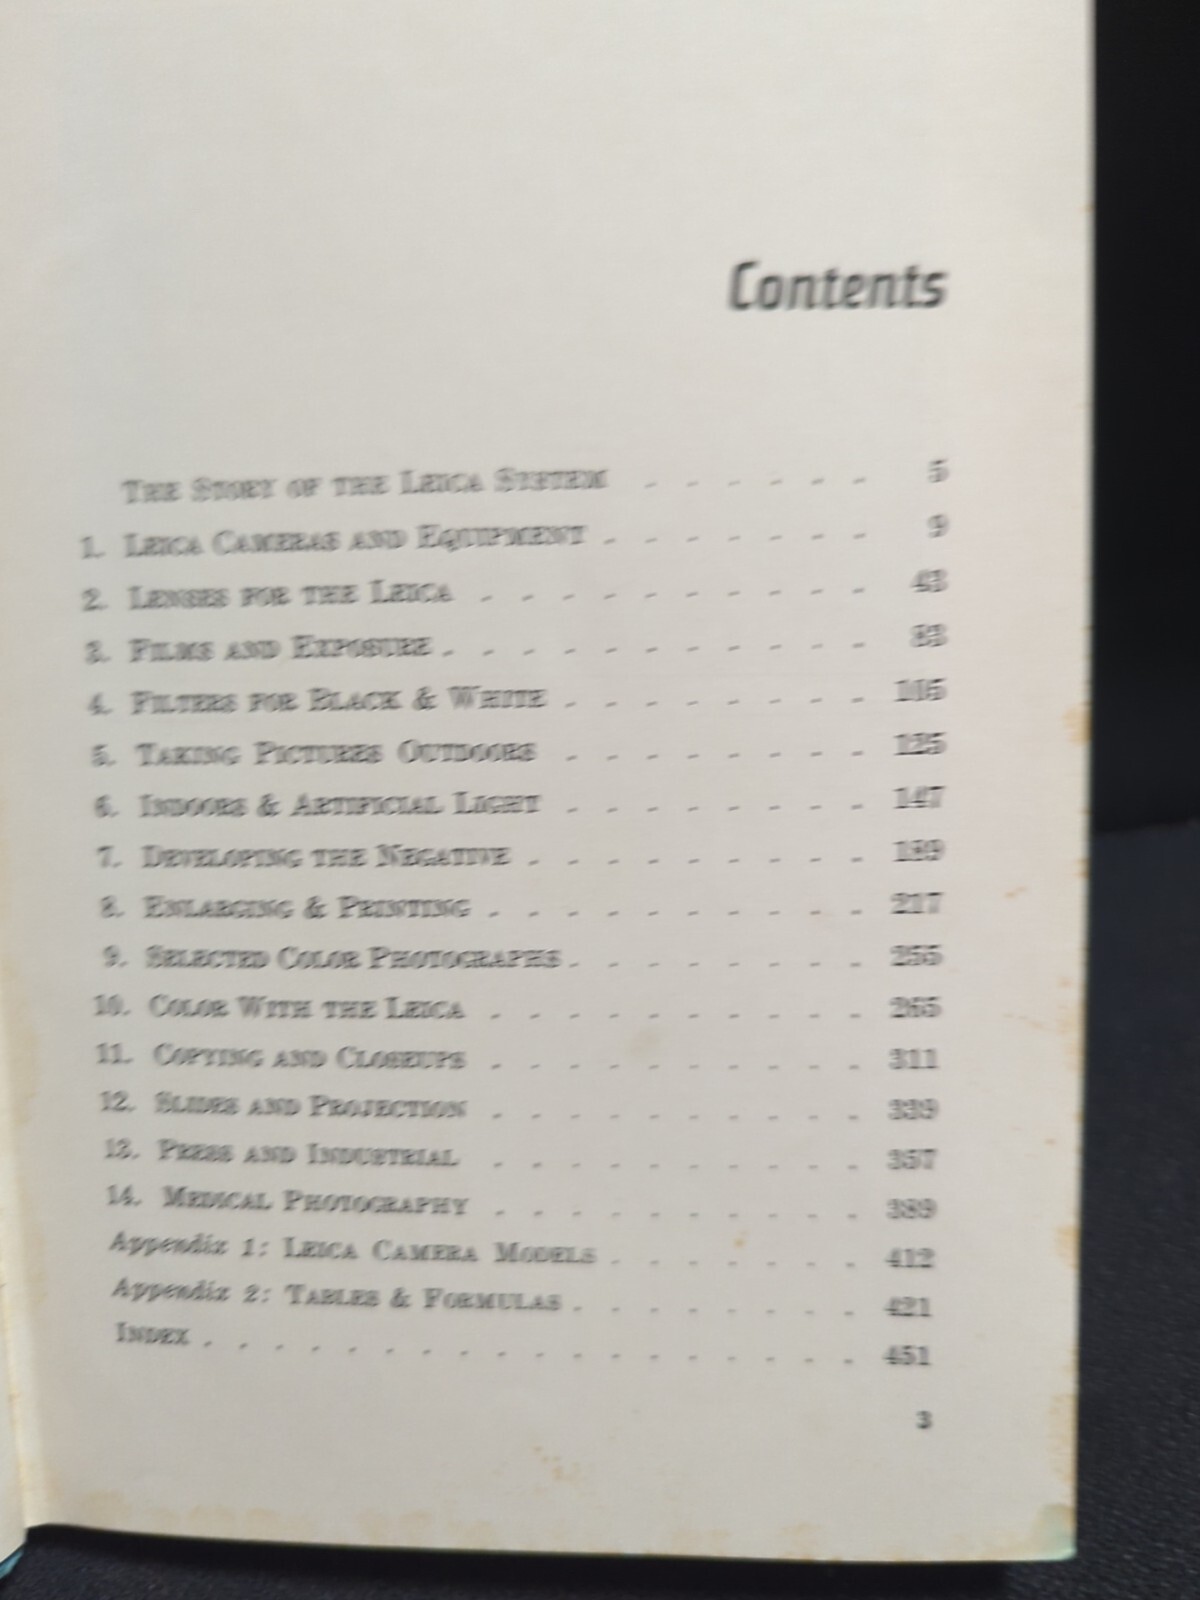 Contents
The Story of the Leica System . . . . . . 5
1. Leica Cameras and Equipment . . . . . . . 9
2. Lenses for the Leica . . . . . . . . . . 43
3. Films and Exposure . . . . . . . . . . . 83
4. Filters for Black & White . . . . . . . . 105
5. Taking Pictures Outdoors . . . . . . . . 125
6. Indoors & Artificial Light . . . . . . . . 147
7. Developing the Negative . . . . . . . . . 189
8. Enlarging & Printing . . . . . . . . . . 217
9. Selected Color Photographs . . . . . . . . 255
10. Color With the Leica . . . . . . . . . . 265
11. Copying and Closeups . . . . . . . . . . 311
12. Slides and Projection . . . . . . . . . . 339
13. Press and Industrial . . . . . . . . . . 357
14. Medical Photography . . . . . . . . . . 389
Appendix 1: Leica Camera Models . . . . . . . 412
Appendix 2: Tables & Formulas . . . . . . . . 421
Index . . . . . . . . . . . . . . . . . . 451
3